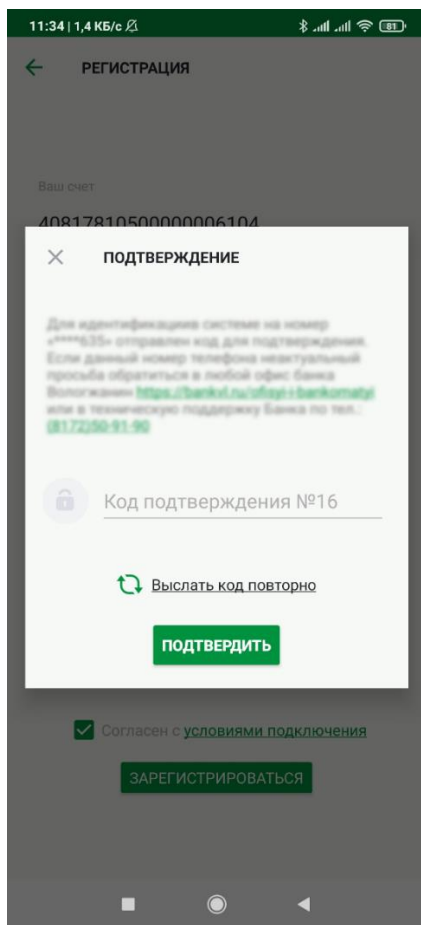 11:34 | 1,4 КБ/с
81
РЕГИСТРАЦИЯ
Ваш счет
40817810500000006104
ПОДТВЕРЖДЕНИЕ
Для идентификациив системе на номер
«****635» отправлен код для подтверждения.
Если данный номер телефона неактуальный
просьба обратиться в любой офис банка
Вологжанин https://bankvl.ru/ofisyi-i-bankomatyi
или в техническую поддержку Банка по тел.:
(8172)50-91-90
Код подтверждения №16
Выслать код повторно
ПОДТВЕРДИТЬ
Согласен с условиями подключения
ЗАРЕГИСТРИРОВАТЬСЯ